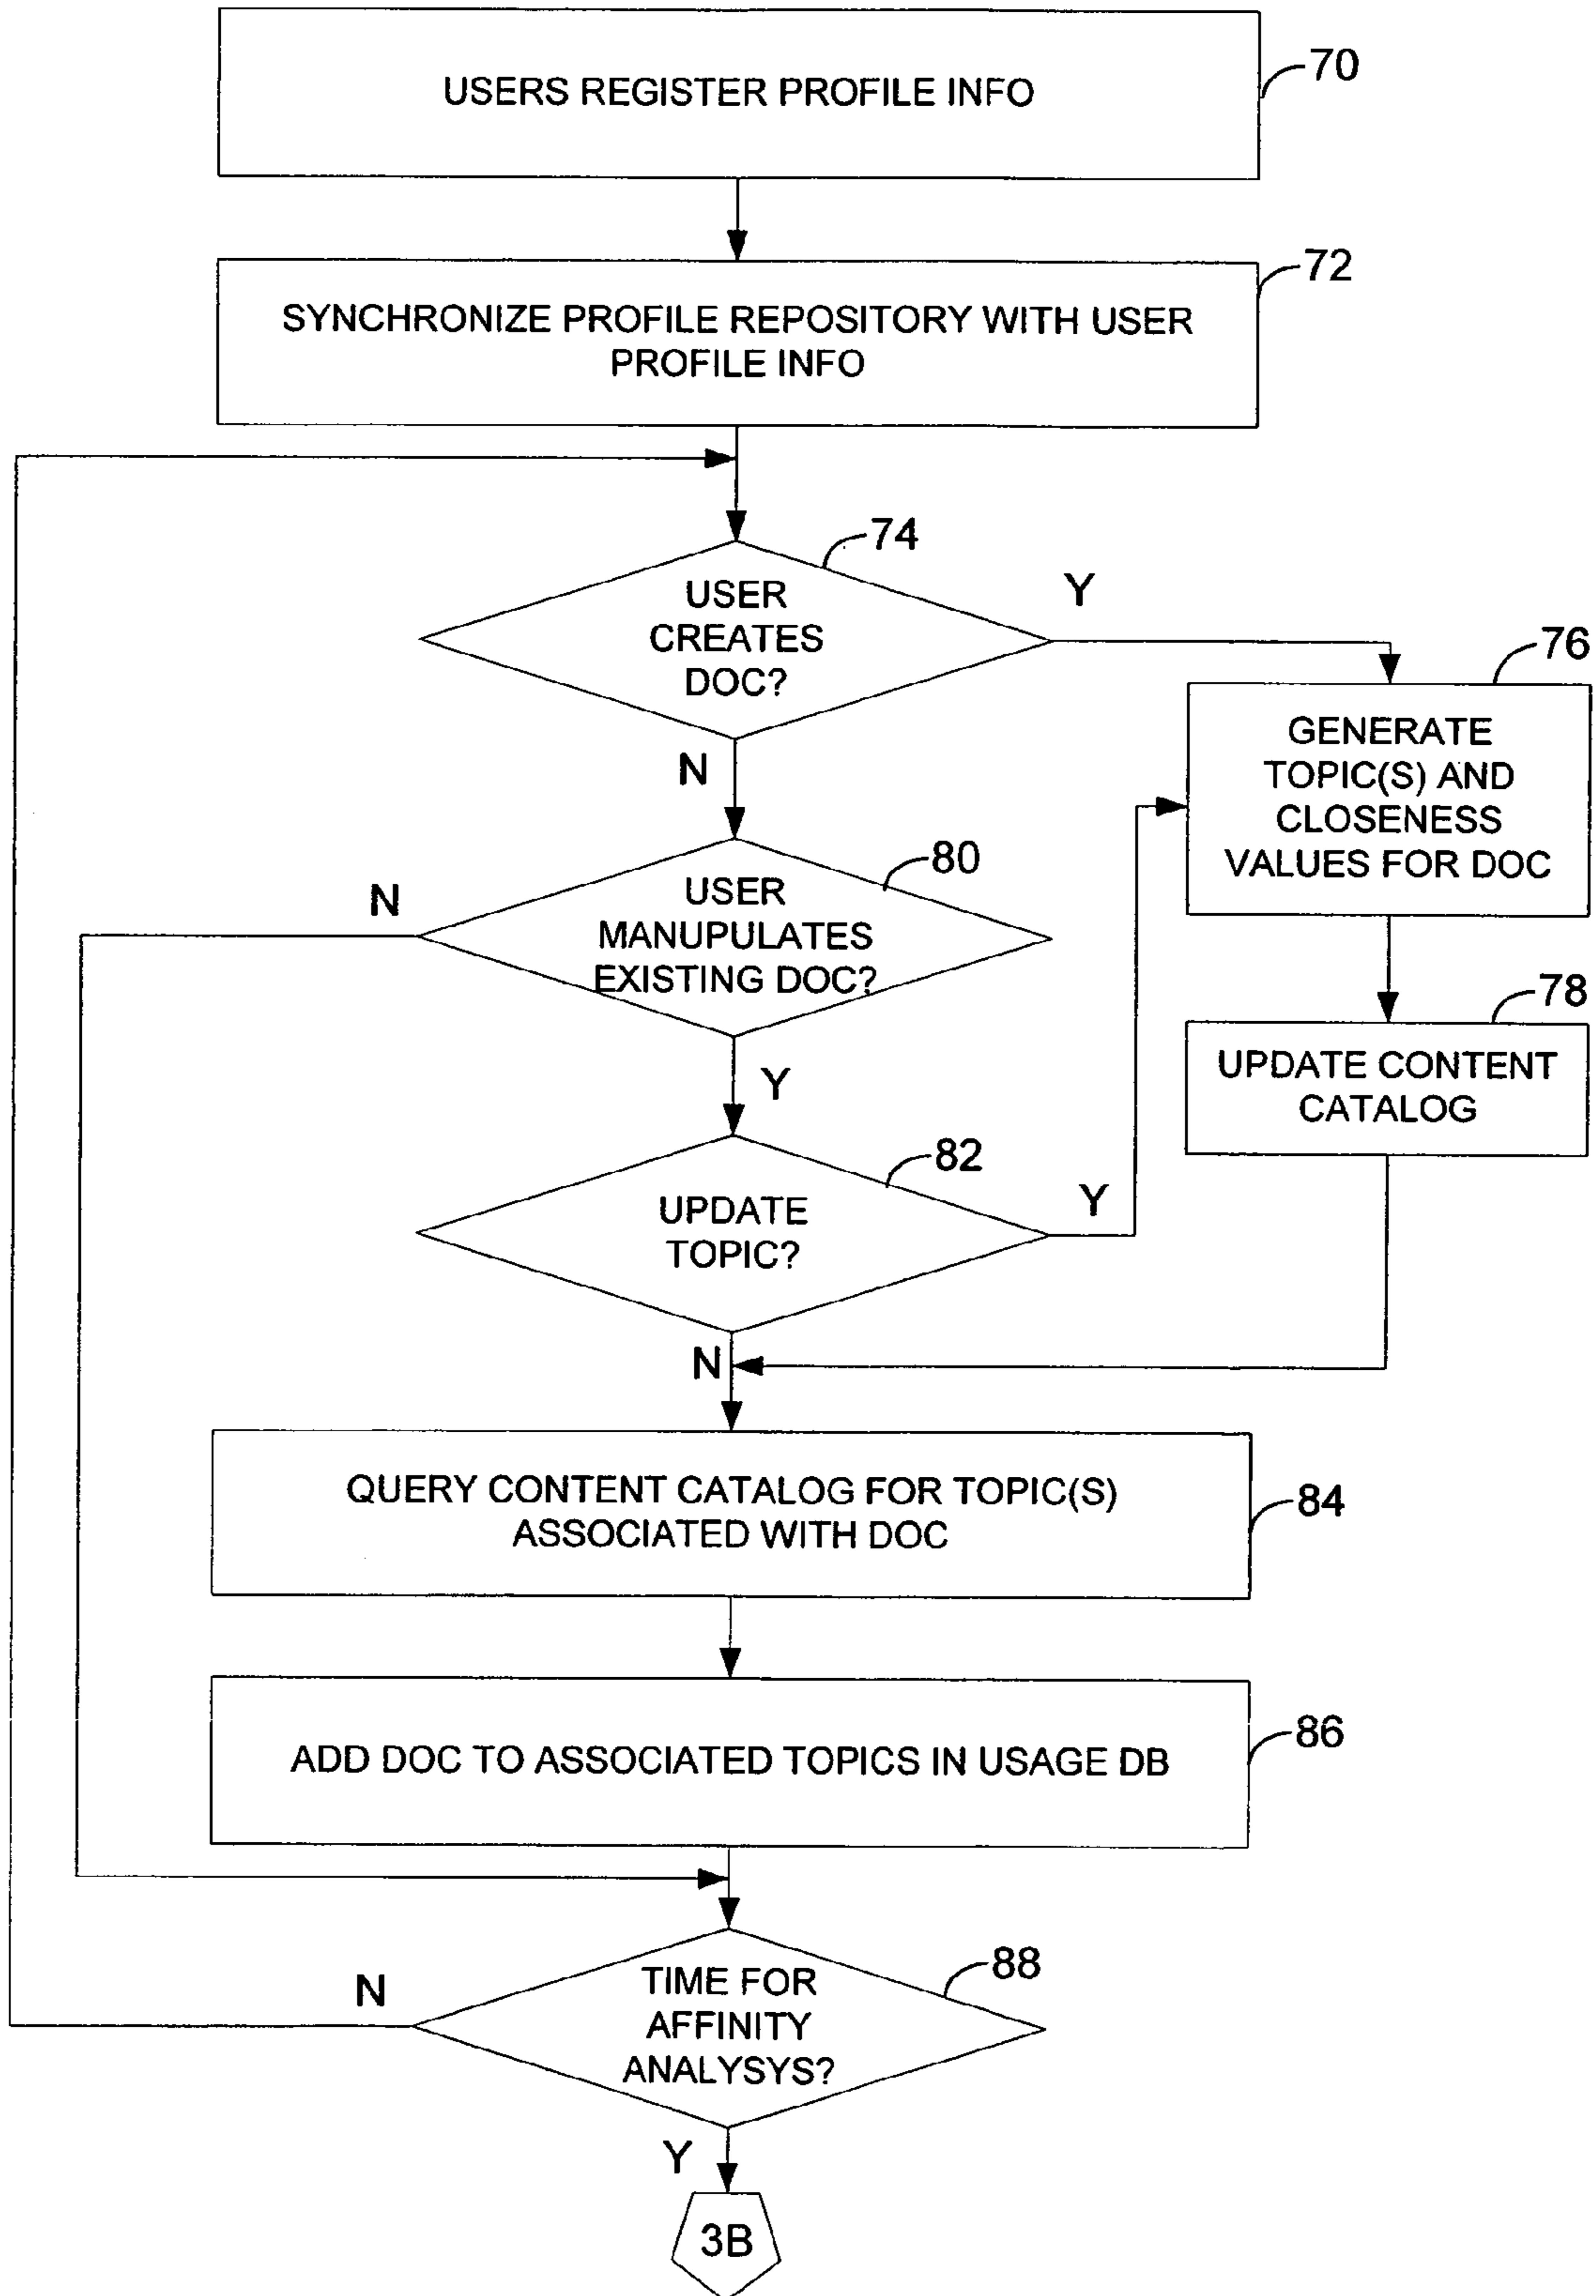 USERS REGISTER PROFILE INFO
70
SYNCHRONIZE PROFILE REPOSITORY WITH USER
PROFILE INFO
72
74
USER
CREATES
DOC?
Y
N
76
GENERATE
TOPIC(S) AND
CLOSENESS
VALUES FOR DOC
80
USER
MANUPULATES
EXISTING DOC?
N
Y
78
UPDATE CONTENT
CATALOG
82
UPDATE
TOPIC?
Y
N
QUERY CONTENT CATALOG FOR TOPIC(S)
ASSOCIATED WITH DOC
84
ADD DOC TO ASSOCIATED TOPICS IN USAGE DB
86
88
TIME FOR
AFFINITY
ANALYSYS?
N
Y
3B